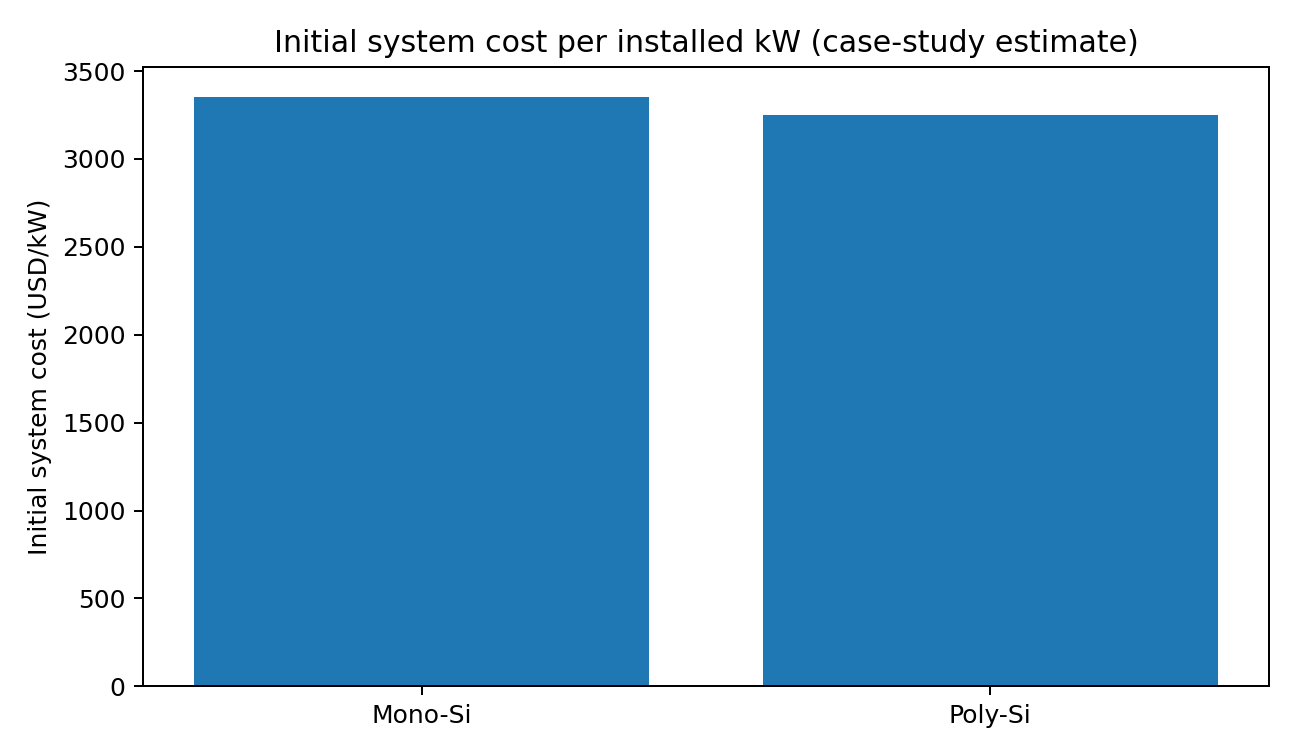 Initial system cost per installed kW (case-study estimate)
Initial system cost (USD/kW)
3500
3000
2500
2000
1500
1000
500
0
Mono-Si
Poly-Si